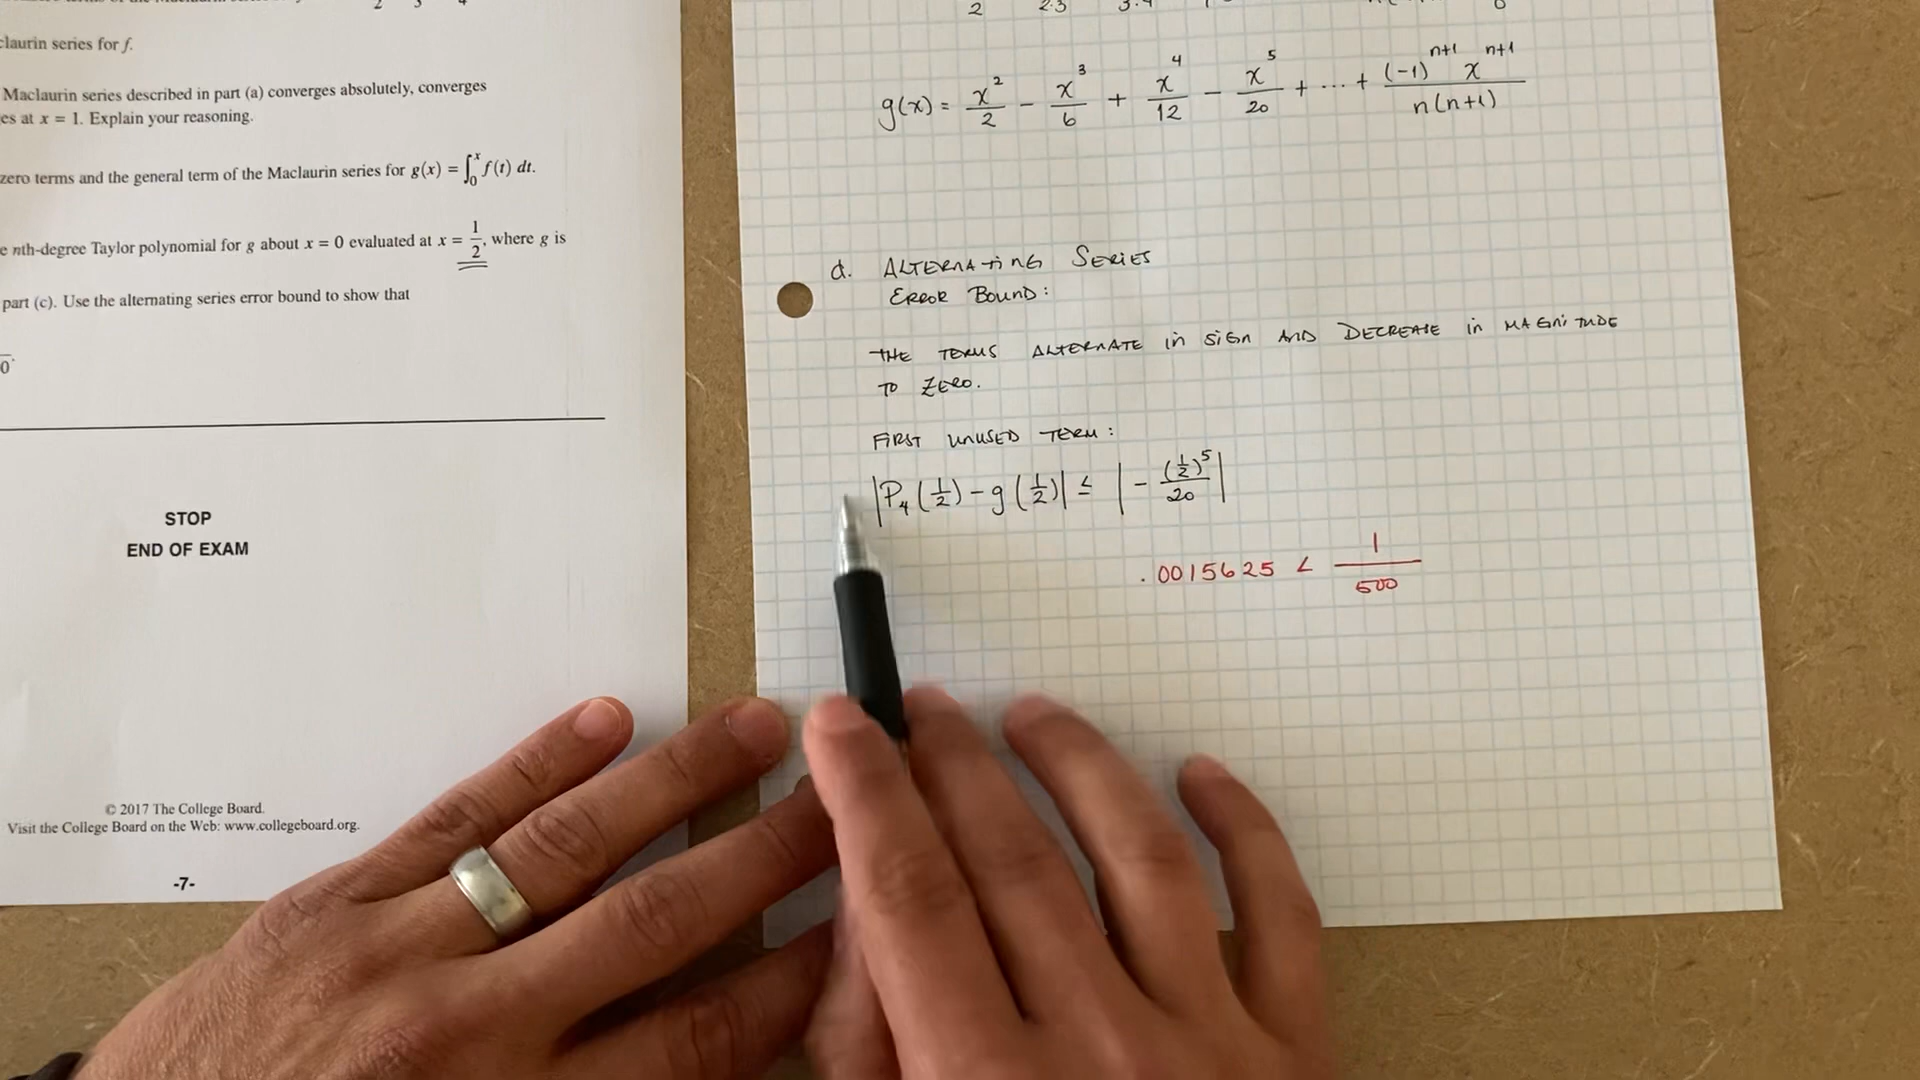 claurin series for f.
Maclaurin series described in part (a) converges absolutely, converges
es at x = 1. Explain your reasoning.
zero terms and the general term of the Maclaurin series for g(x) = ∫₀ˣ f(t) dt.
e nth-degree Taylor polynomial for g about x = 0 evaluated at x = 1/2, where g is
part (c). Use the alternating series error bound to show that
0.
STOP
END OF EXAM
© 2017 The College Board.
Visit the College Board on the Web: www.collegeboard.org.
-7-
2 2·3 3·4
g(x) = x²/2 - x³/6 + x⁴/12 - x⁵/20 + ... + (-1)ⁿ⁺¹ xⁿ⁺¹/n(n+1)
d. ALTERNATING SERIES
ERROR BOUND:
THE TERMS ALTERNATE in SIGN AND DECREASE in MAGNITUDE
TO ZERO.
FIRST UNUSED TERM:
|P₄(1/2) - g(1/2)| ≤ |- (1/2)⁵/20|
.0015625 < 1/500